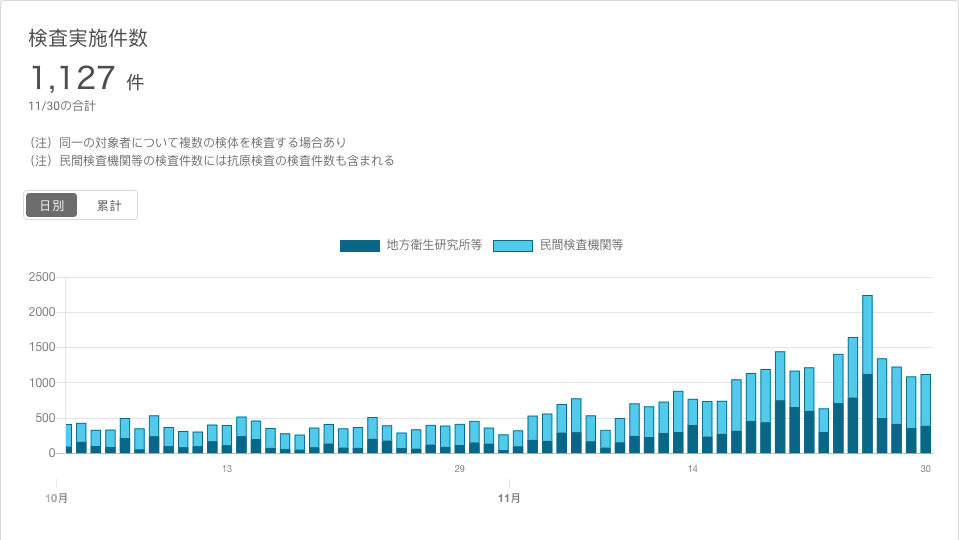 検査実施件数
1,127 件
11/30の合計
（注）同一の対象者について複数の検体を検査する場合あり
（注）民間検査機関等の検査件数には抗原検査の検査件数も含まれる
日別 累計
地方衛生研究所等 民間検査機関等
2500
2000
1500
1000
500
0
13 29 14 30
10月 11月